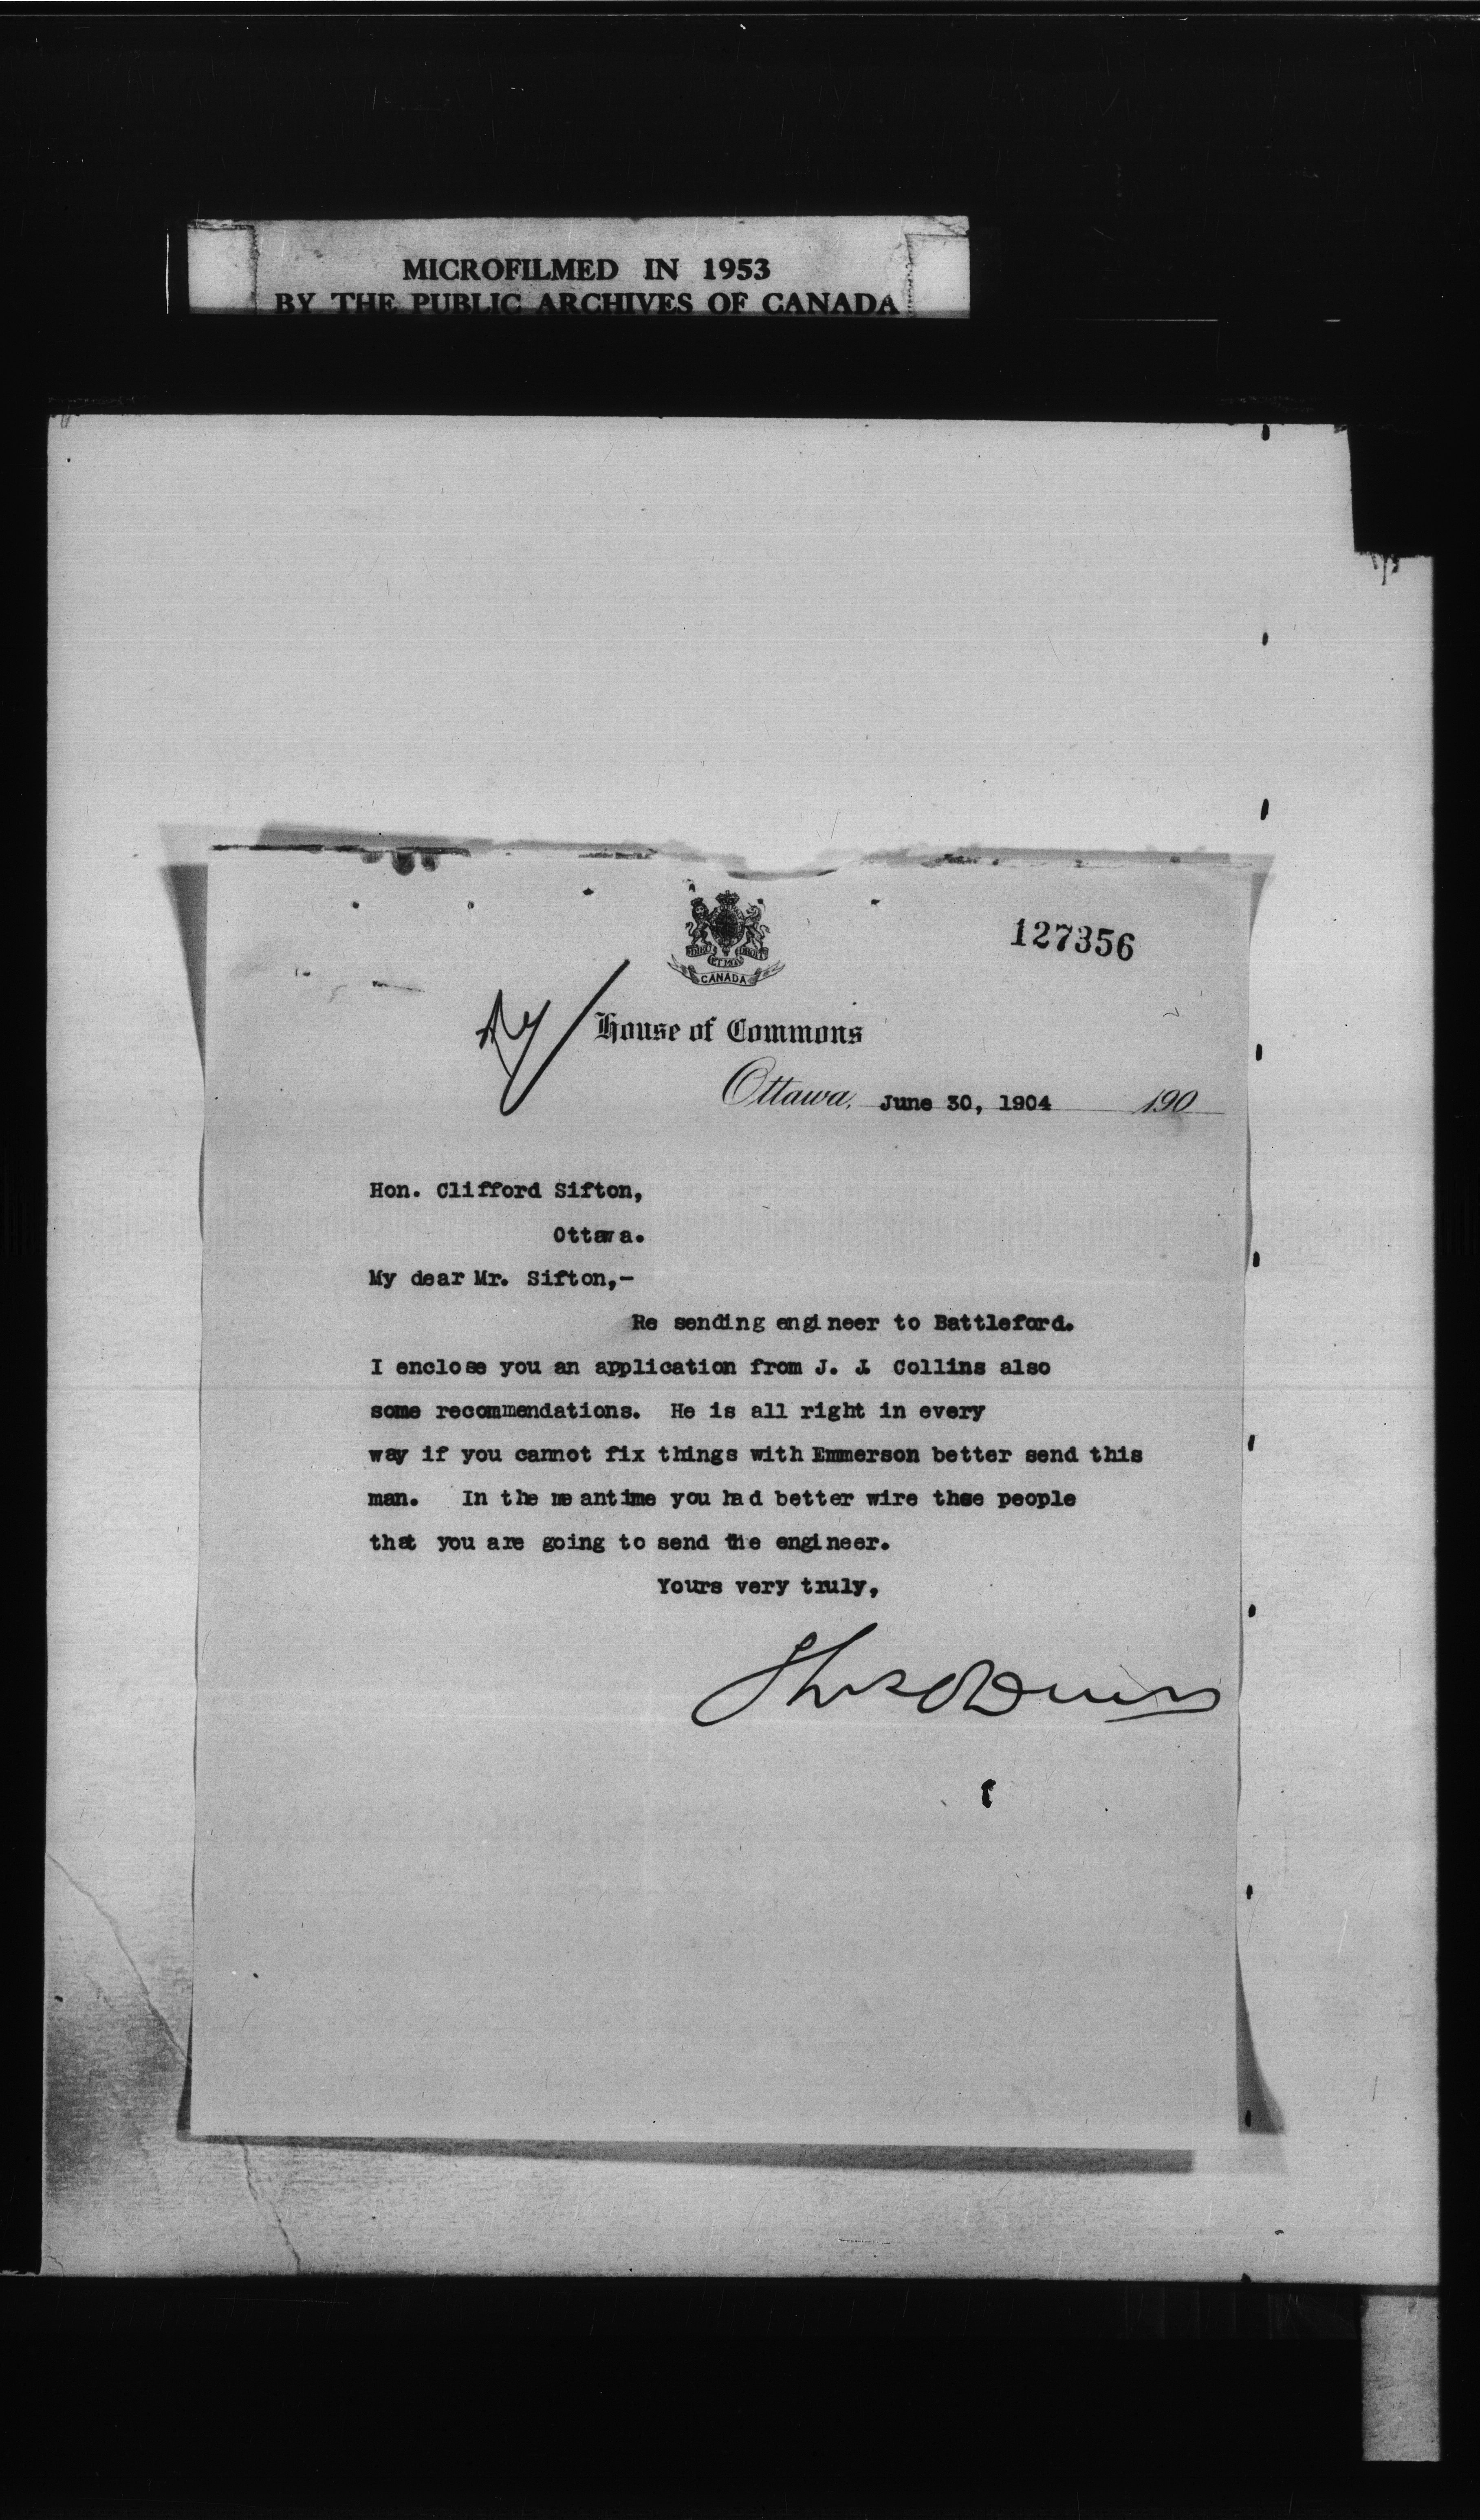 MICROFILMED IN 1953
BY THE PUBLIC ARCHIVES OF CANADA
127356
CANADA
House of Commons
Ottawa, June 30, 1904 190
Hon. Clifford Sifton,
Ottawa.
My dear Mr. Sifton,-
Re sending engineer to Battleford.
I enclose you an application from J. J. Collins also
some recommendations. He is all right in every
way if you cannot fix things with Emmerson better send this
man. In the meantime you had better wire thse people
that you are going to send the engineer.
Yours very truly,